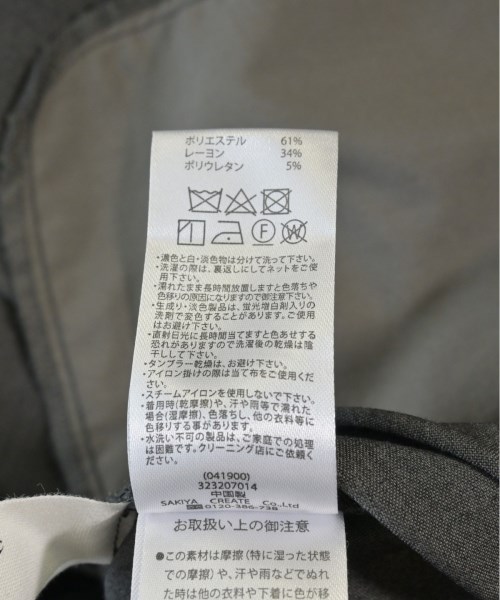 ポリエステル 61%
レーヨン 34%
ポリウレタン 5%
・濃色と白・淡色物は分けて洗って下さい。
・洗濯の際は、裏返しにしてネットをご使
用下さい。
・濡れたまま長時間放置しますと色落ちや
色移りの原因になりますので御注意下さい。
・生成り・淡色製品は、蛍光増白剤入りの
洗剤で変色することがあります。ご使用
はお避け下さい。
・直射日光に長時間当てますと色あせする
恐れがありますので洗濯後の乾燥は陰
干しして下さい。
・タンブラー乾燥は、お避け下さい。
・アイロン掛けの際は当て布をご使用くだ
さい。
・スチームアイロンを使用しないで下さい。
・着用時(乾摩擦)や、汗や雨等で濡れた
場合(湿摩擦)、色落ちし、他の衣料等に
色移りする事があります。
・水洗い不可の製品は、ご家庭での処理
は困難です。クリーニング店にご依頼く
ださい。
(041900)
323207014
中国製
SAKIYA CREATE Co.,Ltd
0120-386-738
お取扱い上の御注意
●この素材は摩擦(特に湿った状態
での摩擦)や、汗や雨などでぬれ
た時は他の衣料や下着に色が移